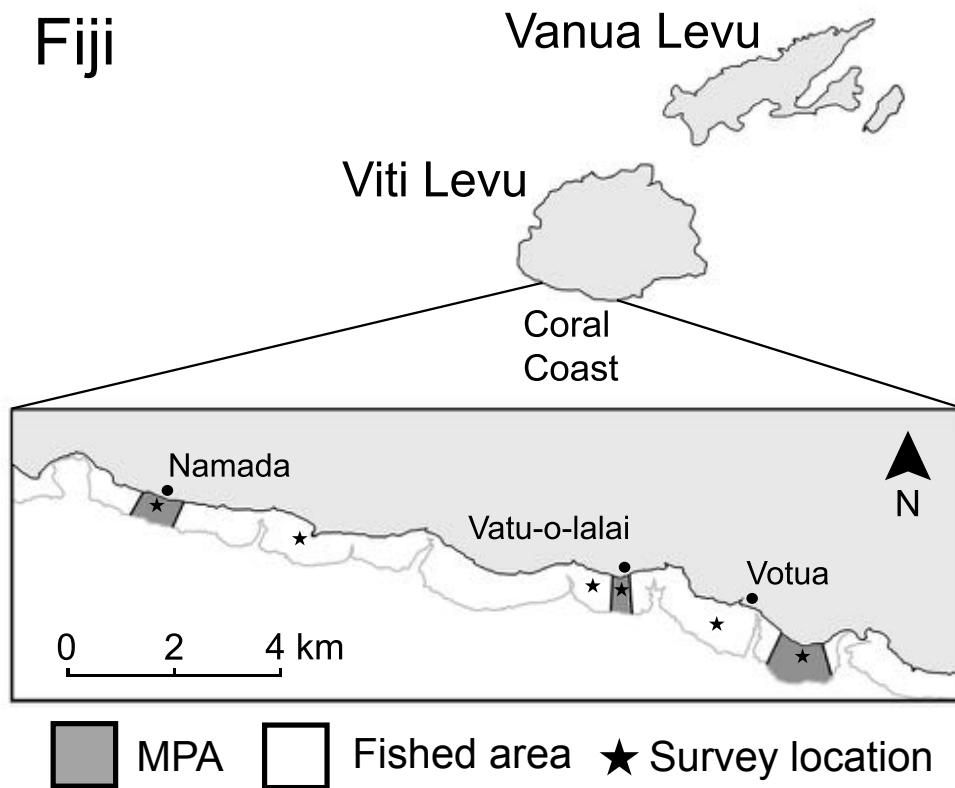 Fiji
Vanua Levu
Viti Levu
Coral
Coast
Namada
N
Vatu-o-lalai
Votua
0 2 4 km
MPA Fished area Survey location